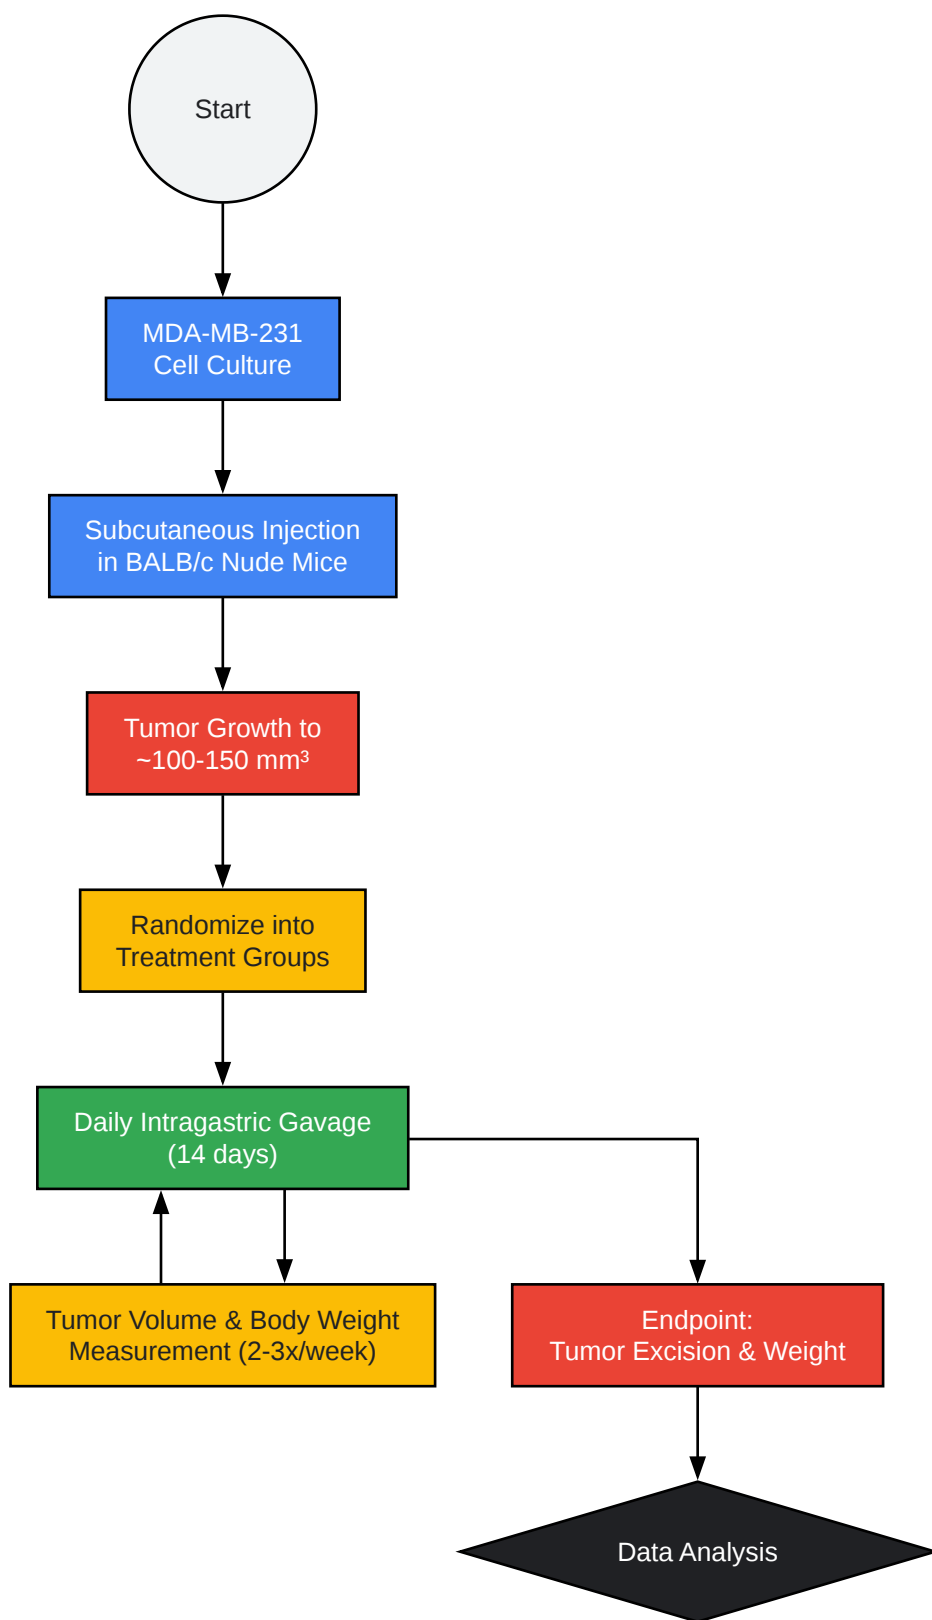 Start
MDA-MB-231
Cell Culture
Subcutaneous Injection
in BALB/c Nude Mice
Tumor Growth to
~100-150 mm³
Randomize into
Treatment Groups
Daily Intragastric Gavage
(14 days)
Tumor Volume & Body Weight
Measurement (2-3x/week)
Endpoint:
Tumor Excision & Weight
Data Analysis